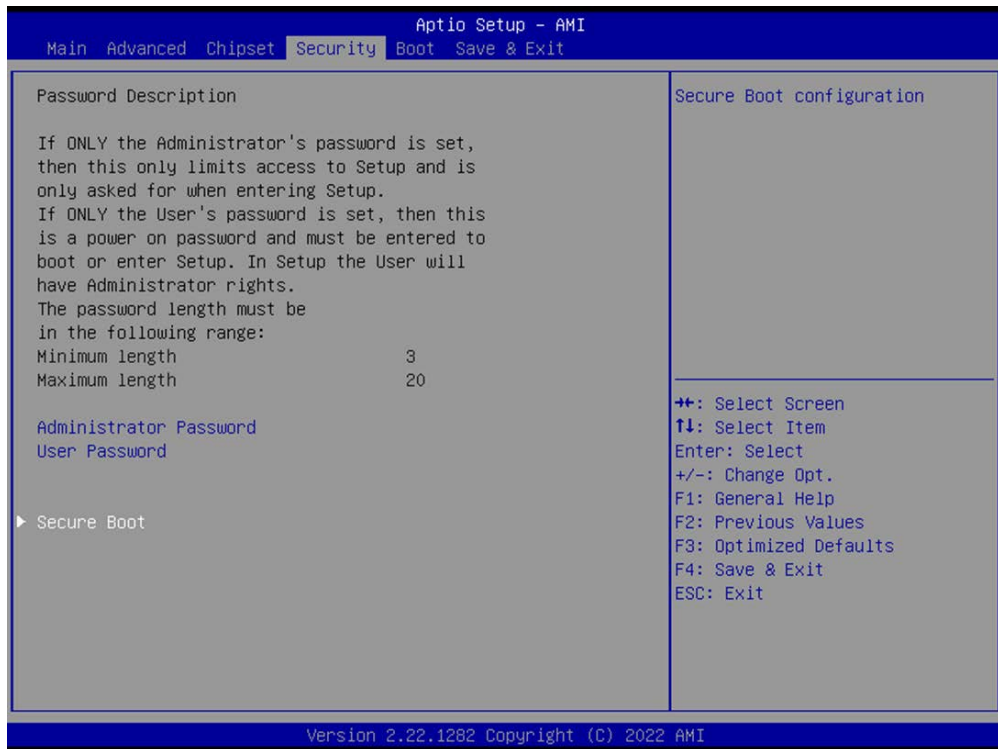 Aptio Setup – AMI
Main Advanced Chipset Security Boot Save & Exit
Password Description
If ONLY the Administrator's password is set,
then this only limits access to Setup and is
only asked for when entering Setup.
If ONLY the User's password is set, then this
is a power on password and must be entered to
boot or enter Setup. In Setup the User will
have Administrator rights.
The password length must be
in the following range:
Minimum length 3
Maximum length 20
Administrator Password
User Password
▶ Secure Boot
Secure Boot configuration
→←: Select Screen
↑↓: Select Item
Enter: Select
+/-: Change Opt.
F1: General Help
F2: Previous Values
F3: Optimized Defaults
F4: Save & Exit
ESC: Exit
Version 2.22.1282 Copyright (C) 2022 AMI